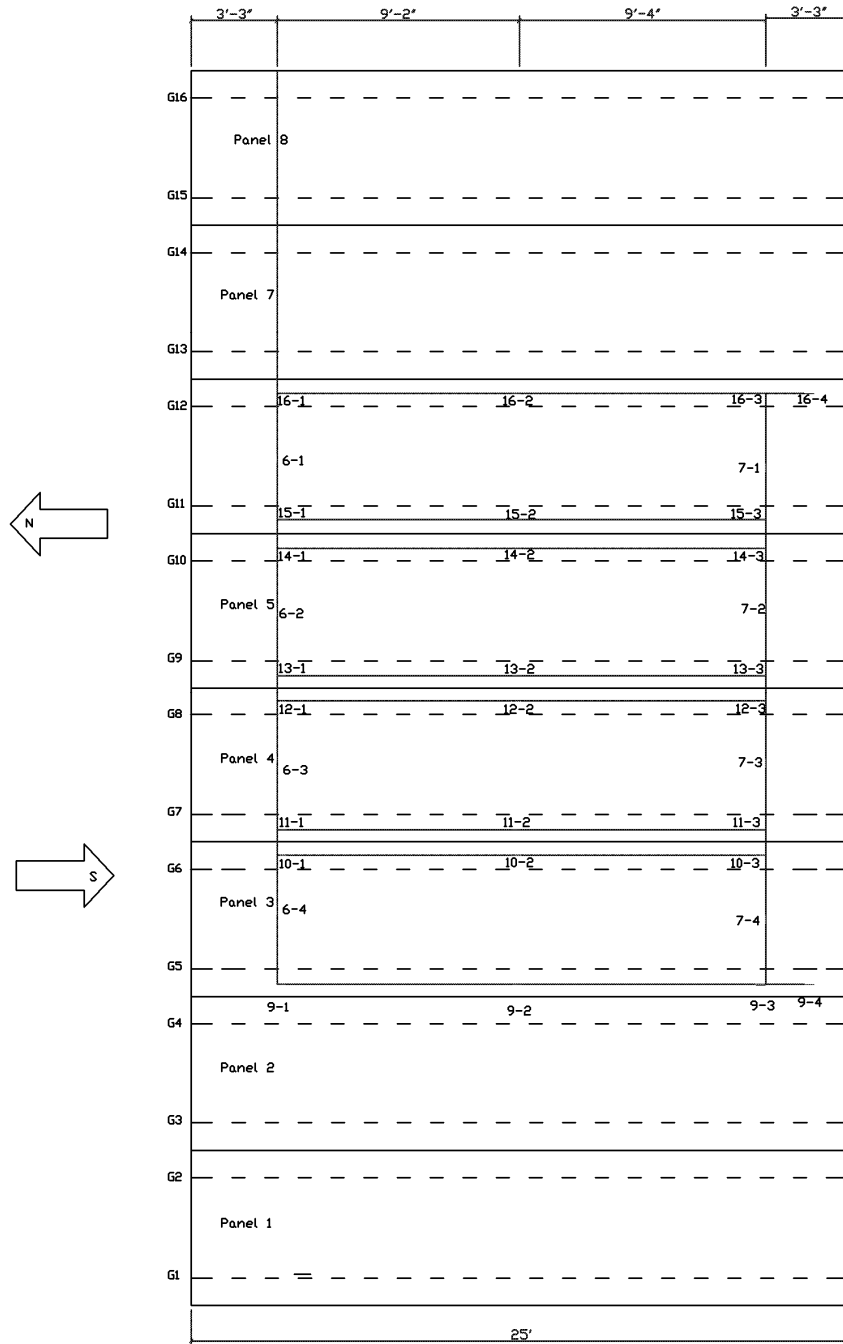 3'-3" 9'-2" 9'-4" 3'-3"
G16
Panel 8
G15
G14
Panel 7
G13
16-1 16-2 16-3 16-4
G12
6-1 7-1
G11
15-1 15-2 15-3
N
14-1 14-2 14-3
G10
Panel 5
6-2 7-2
G9
13-1 13-2 13-3
12-1 12-2 12-3
G8
Panel 4
6-3 7-3
G7
11-1 11-2 11-3
10-1 10-2 10-3
G6
S
Panel 3
6-4 7-4
G5
9-1 9-2 9-3 9-4
G4
Panel 2
G3
G2
Panel 1
G1
25'